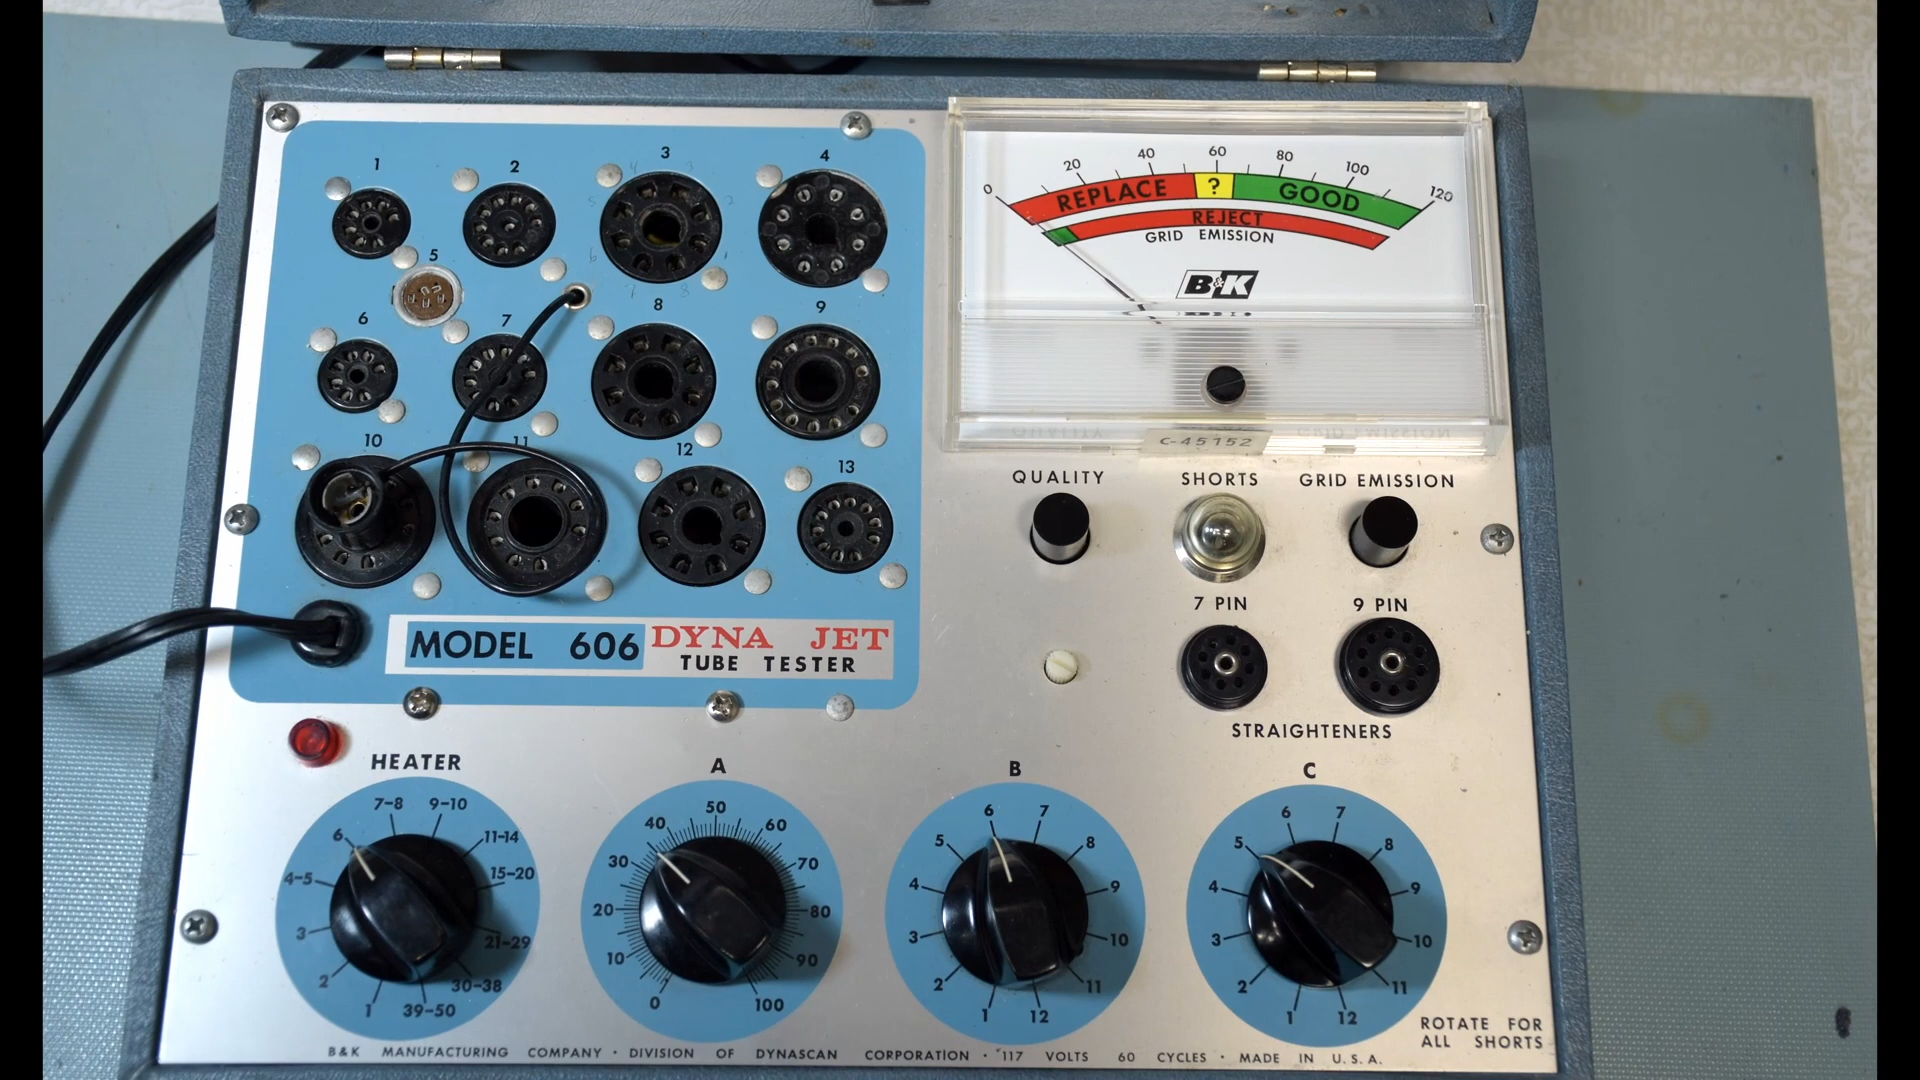 1 2 3 4
5
6 7 8 9
10 11 12 13
0 20 40 60 80 100 120
REPLACE ? GOOD
REJECT
GRID EMISSION
B&K
C-45152
QUALITY SHORTS GRID EMISSION
7 PIN 9 PIN
STRAIGHTENERS
MODEL 606 DYNA JET
TUBE TESTER
HEATER
1 2 3 4-5 6 7-8 9-10 11-14 15-20 21-29 30-38 39-50
A
0 10 20 30 40 50 60 70 80 90 100
B
1 2 3 4 5 6 7 8 9 10 11 12
C
1 2 3 4 5 6 7 8 9 10 11 12
ROTATE FOR
ALL SHORTS
B&K MANUFACTURING COMPANY · DIVISION OF DYNASCAN CORPORATION · 117 VOLTS 60 CYCLES · MADE IN U.S.A.